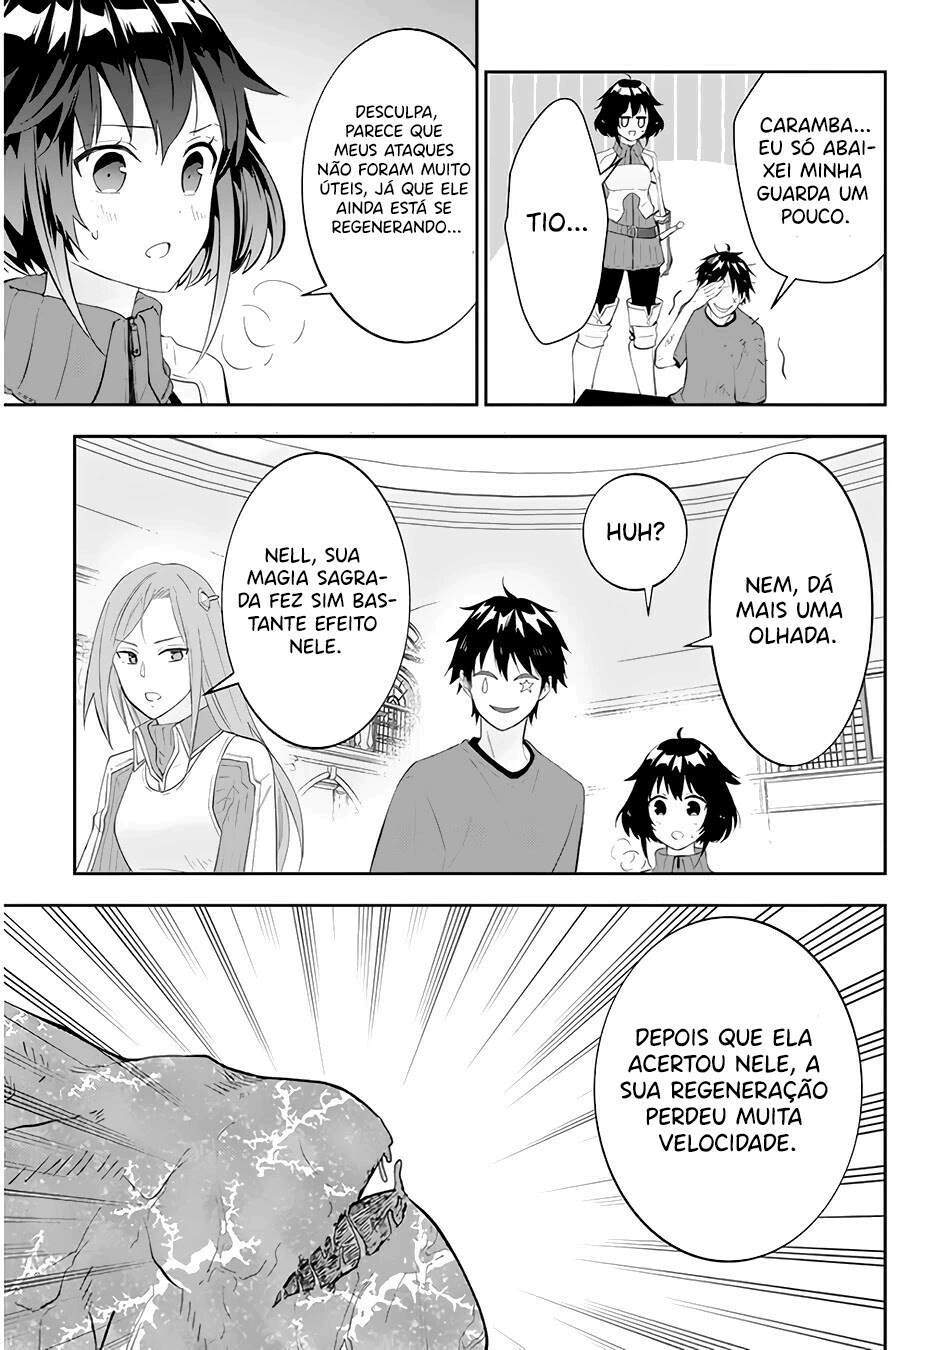 CARAMBA...
EU SÓ ABAI-
XEI MINHA
GUARDA UM
POUCO.
TIO...
DESCULPA,
PARECE QUE
MEUS ATAQUES
NÃO FORAM MUITO
ÚTEIS, JÁ QUE ELE
AINDA ESTÁ SE
REGENERANDO...
NEM, DÁ
MAIS UMA
OLHADA.
HUH?
NELL, SUA
MAGIA SAGRA-
DA FEZ SIM BAS-
TANTE EFEITO
NELE.
DEPOIS QUE ELA
ACERTOU NELE, A
SUA REGENERAÇÃO
PERDEU MUITA
VELOCIDADE.